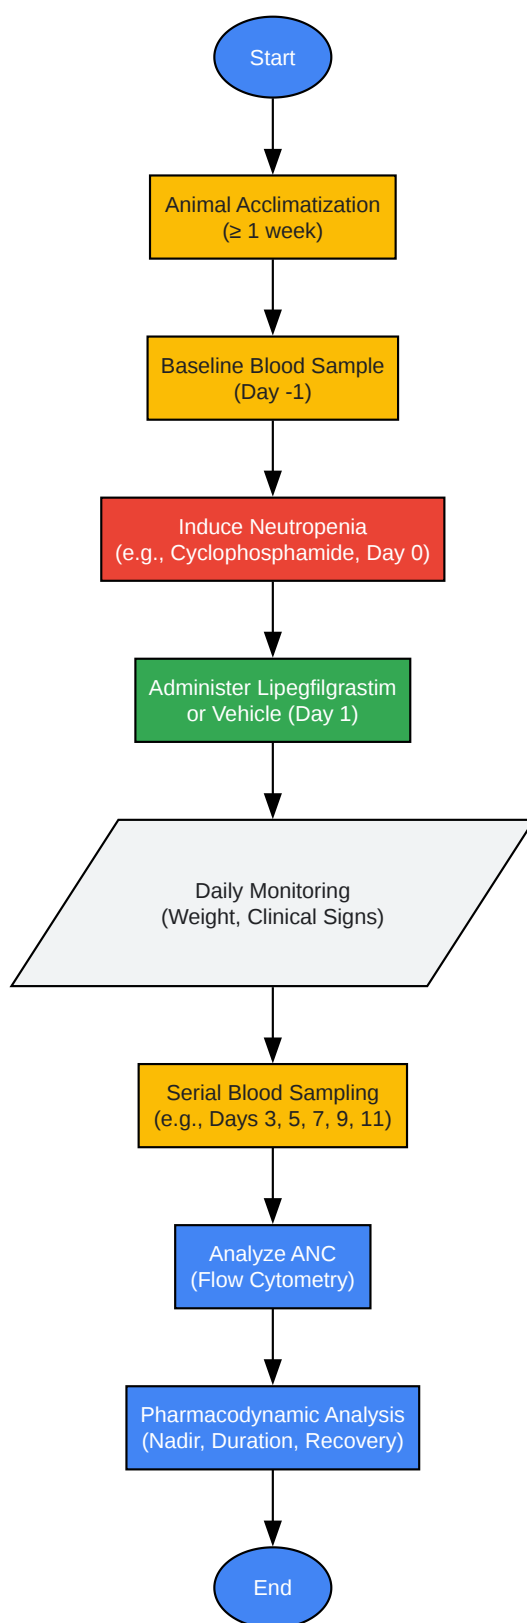 Start
Animal Acclimatization
(≥ 1 week)
Baseline Blood Sample
(Day -1)
Induce Neutropenia
(e.g., Cyclophosphamide, Day 0)
Administer Lipegfilgrastim
or Vehicle (Day 1)
Daily Monitoring
(Weight, Clinical Signs)
Serial Blood Sampling
(e.g., Days 3, 5, 7, 9, 11)
Analyze ANC
(Flow Cytometry)
Pharmacodynamic Analysis
(Nadir, Duration, Recovery)
End